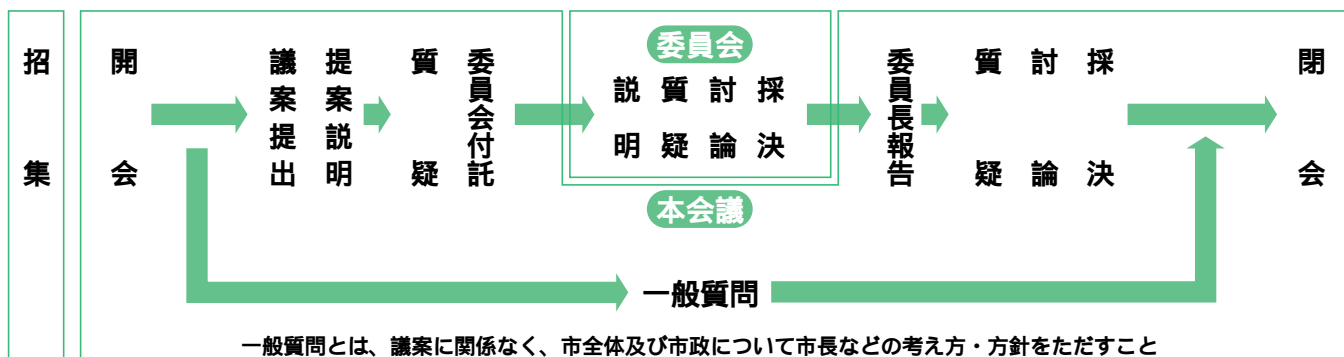 招集
開会
議案提出
提案説明
質疑
委員会付託
委員会
説明
質疑
討論
採決
委員長報告
質疑
討論
採決
閉会
本会議
一般質問
一般質問とは、議案に関係なく、市全体及び市政について市長などの考え方・方針をただすこと